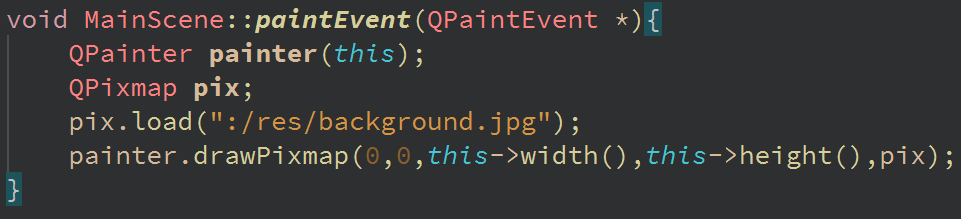 void MainScene::paintEvent(QPaintEvent *){
    QPainter painter(this);
    QPixmap pix;
    pix.load(":/res/background.jpg");
    painter.drawPixmap(0,0,this->width(),this->height(),pix);
}